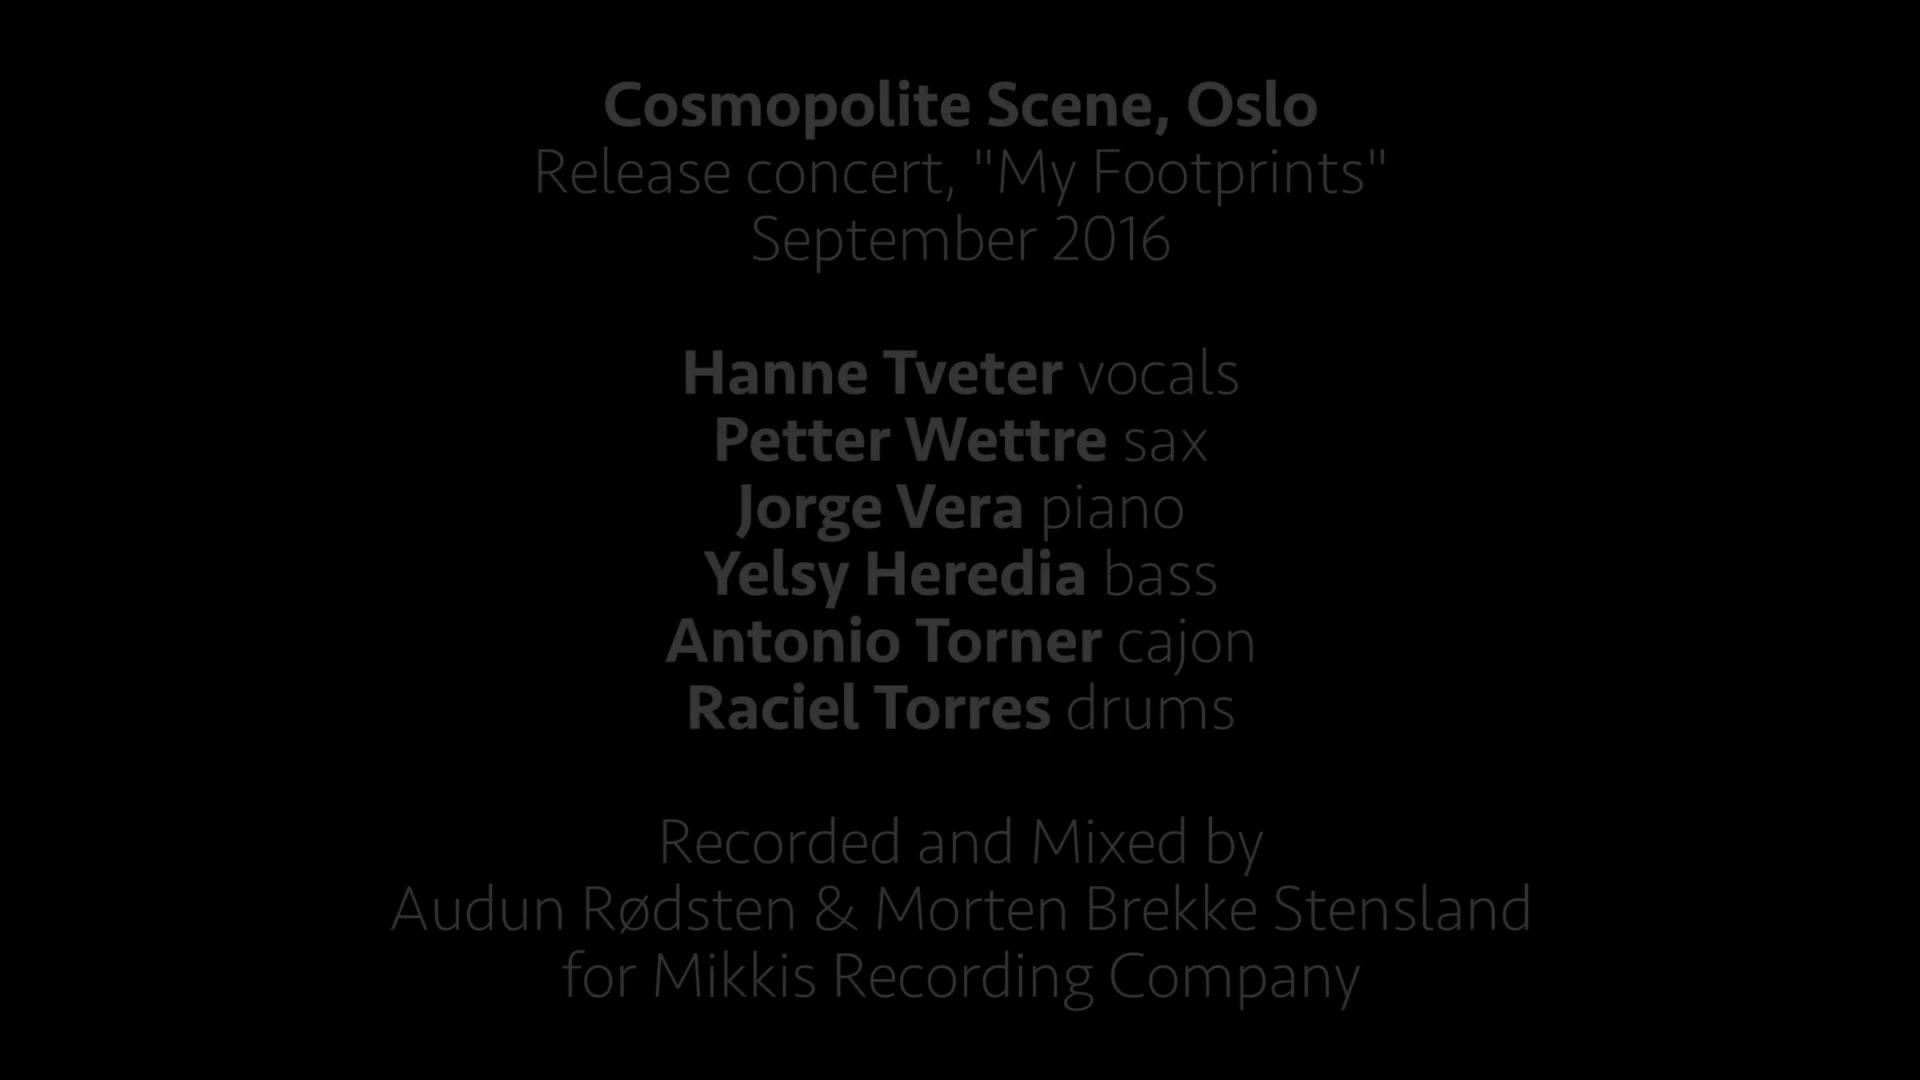 Cosmopolite Scene, Oslo
Release concert, "My Footprints"
September 2016
Hanne Tveter vocals
Petter Wettre sax
Jorge Vera piano
Yelsy Heredia bass
Antonio Torner cajon
Raciel Torres drums
Recorded and Mixed by
Audun Rødsten & Morten Brekke Stensland
for Mikkis Recording Company